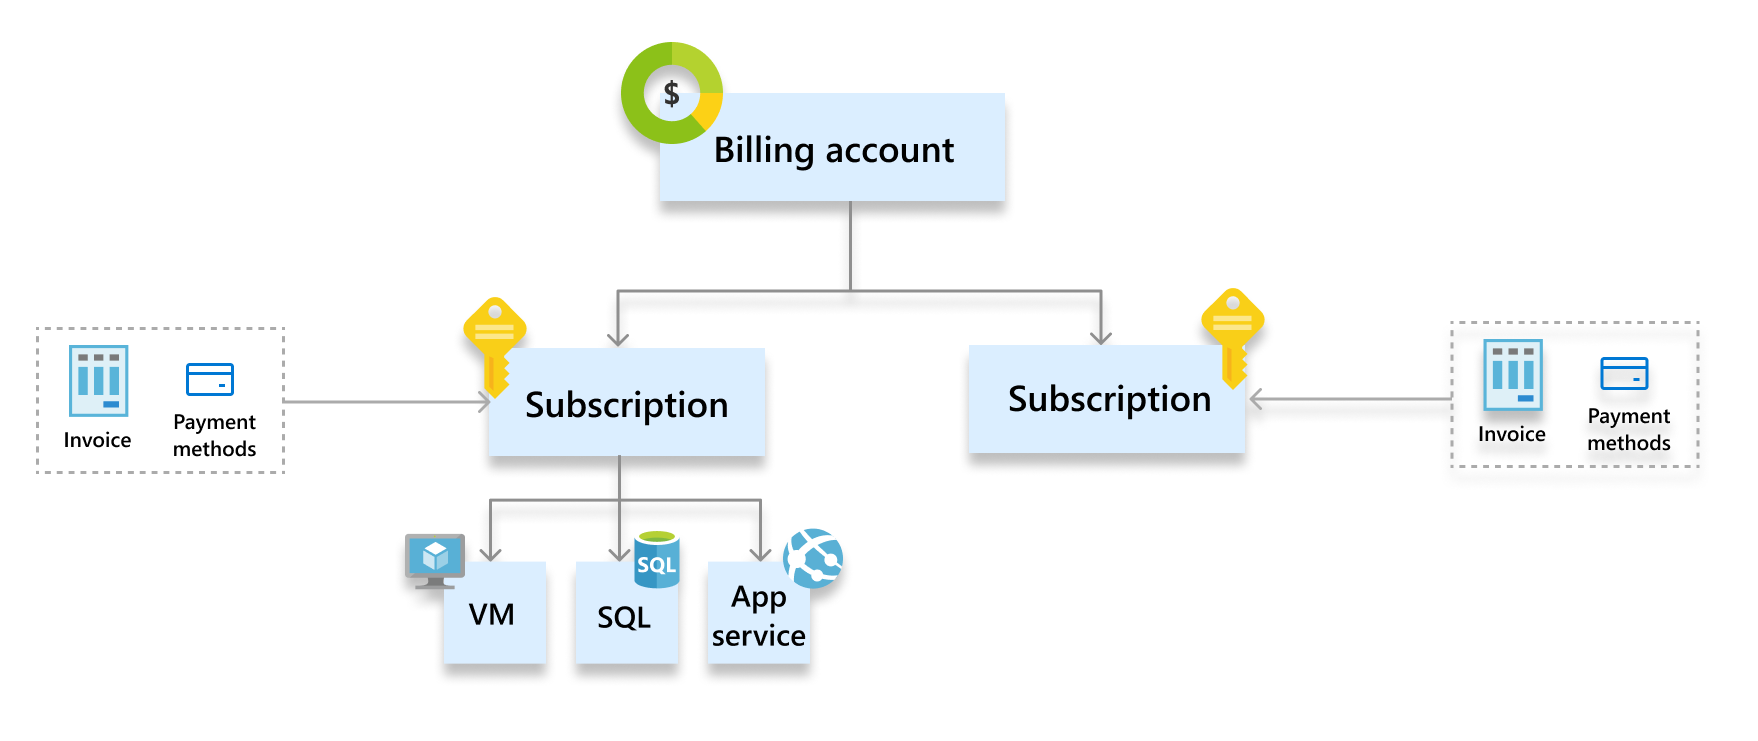 $
Billing account
Subscription
Subscription
Invoice
Payment
methods
Invoice
Payment
methods
VM
SQL
SQL
App
service